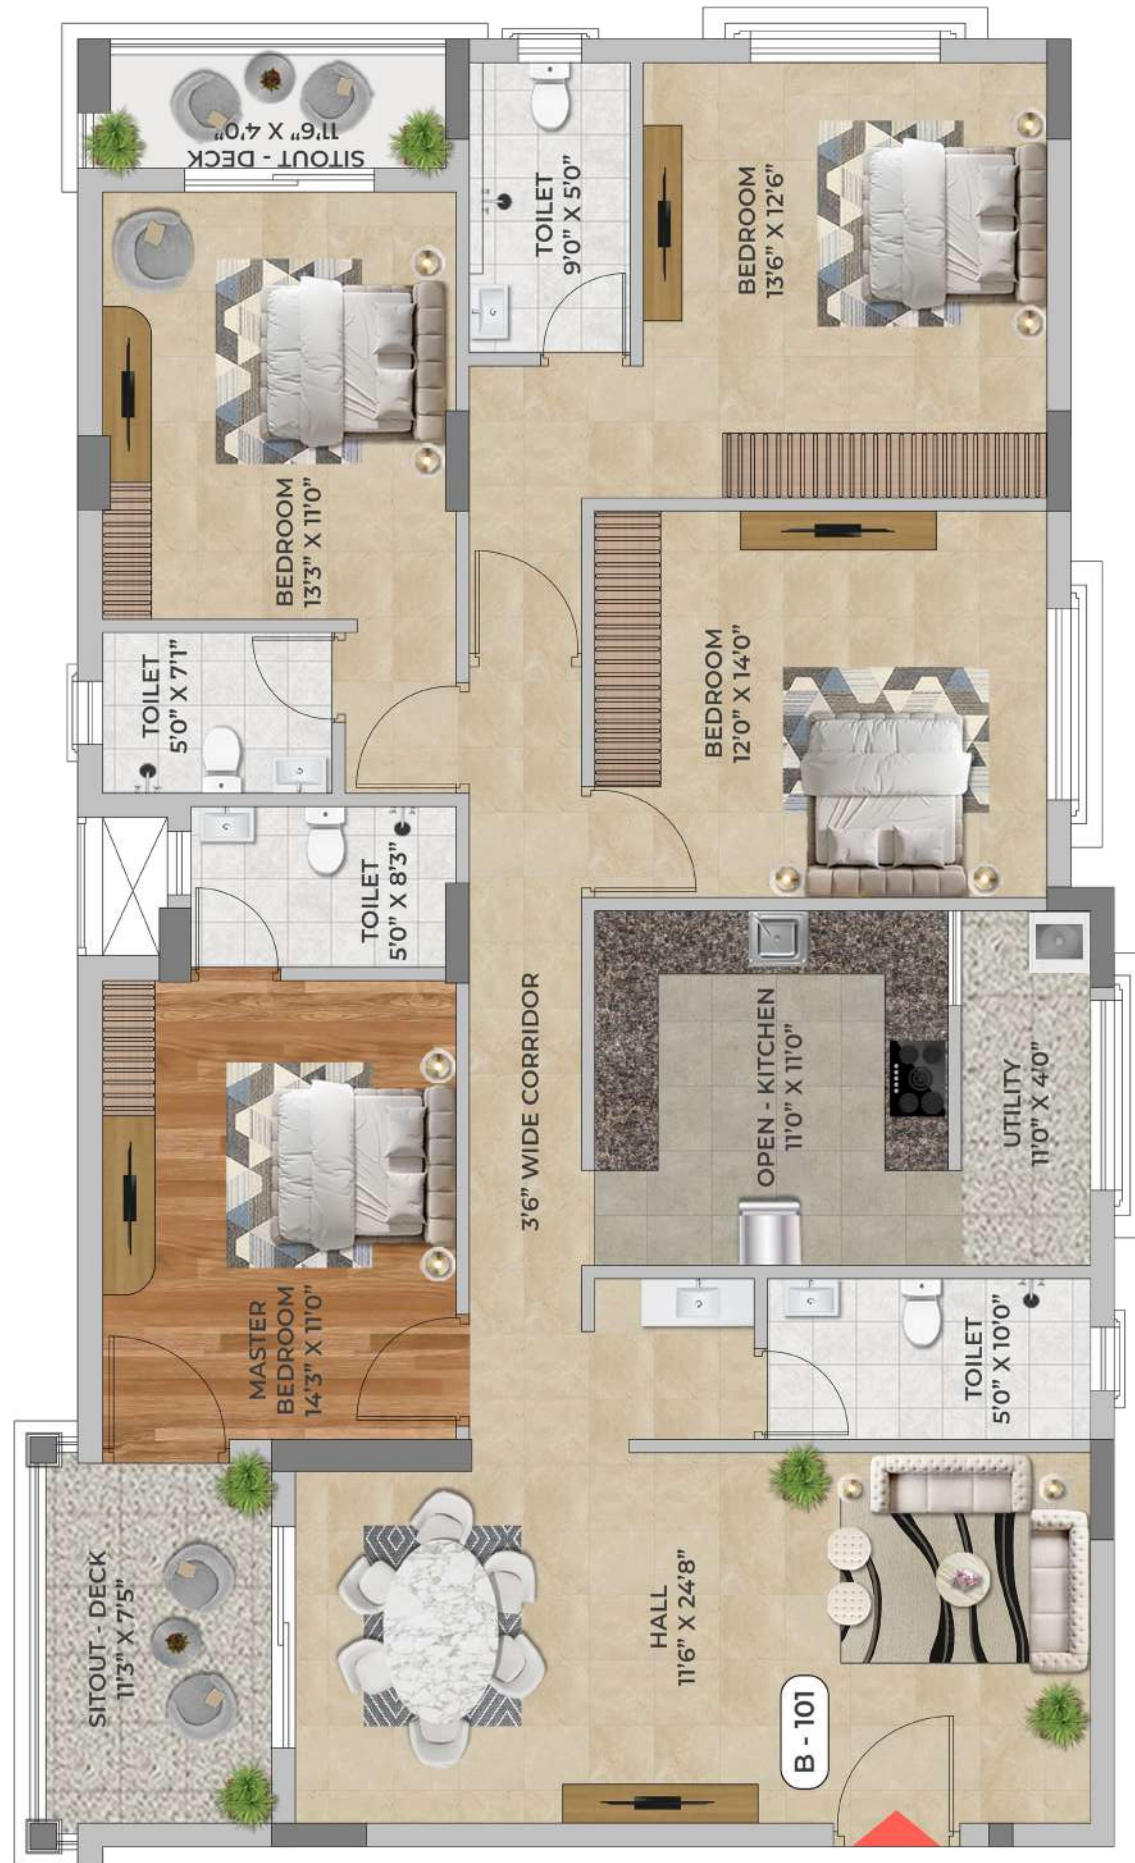 SITOUT - DECK
11'6" X 4'0"
TOILET
9'0" X 5'0"
BEDROOM
13'6" X 12'6"
BEDROOM
13'3" X 11'0"
TOILET
5'0" X 7'1"
BEDROOM
12'0" X 14'0"
TOILET
5'0" X 8'3"
3'6" WIDE CORRIDOR
OPEN - KITCHEN
11'0" X 11'0"
UTILITY
11'0" X 4'0"
MASTER
BEDROOM
14'3" X 11'0"
TOILET
5'0" X 10'0"
SITOUT - DECK
11'3" X 7'5"
HALL
11'6" X 24'8"
B - 101